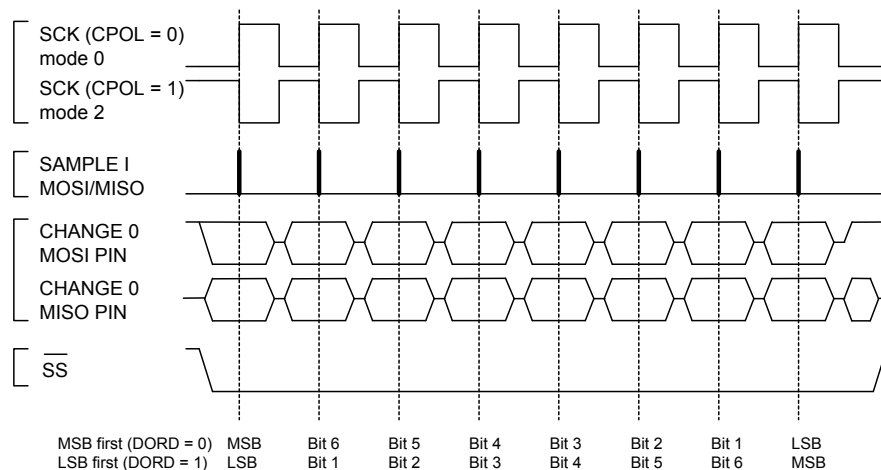 SCK (CPOL = 0)
mode 0
SCK (CPOL = 1)
mode 2
SAMPLE I
MOSI/MISO
CHANGE 0
MOSI PIN
CHANGE 0
MISO PIN
SS
MSB first (DORD = 0) MSB Bit 6 Bit 5 Bit 4 Bit 3 Bit 2 Bit 1 LSB
LSB first (DORD = 1) LSB Bit 1 Bit 2 Bit 3 Bit 4 Bit 5 Bit 6 MSB